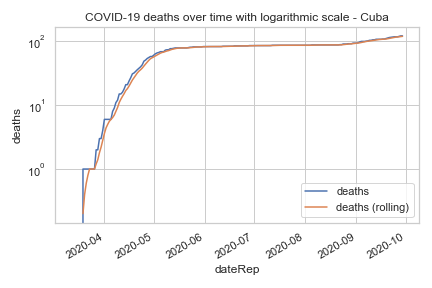 COVID-19 deaths over time with logarithmic scale - Cuba
10²
10¹
10⁰
deaths
deaths
deaths (rolling)
2020-04
2020-05
2020-06
2020-07
2020-08
2020-09
2020-10
dateRep